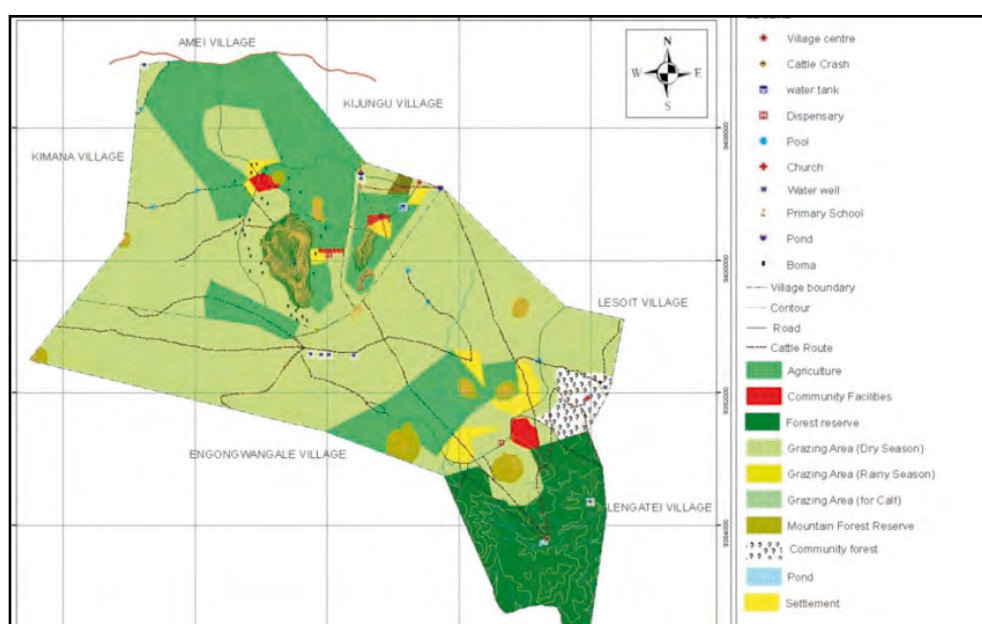 AMEI VILLAGE
KIJUNGU VILLAGE
KIMANA VILLAGE
LESOIT VILLAGE
ENGONGWANGALE VILLAGE
LENGATEI VILLAGE
N
W
E
S
9400000
9384000
Village centre
Cattle Crash
water tank
Dispensary
Pool
Church
Water well
Primary School
Pond
Boma
Village boundary
Contour
Road
Cattle Route
Agriculture
Community Facilities
Forest reserve
Grazing Area (Dry Season)
Grazing Area (Rainy Season)
Grazing Area (for Calf)
Mountain Forest Reserve
Community forest
Pond
Settlement